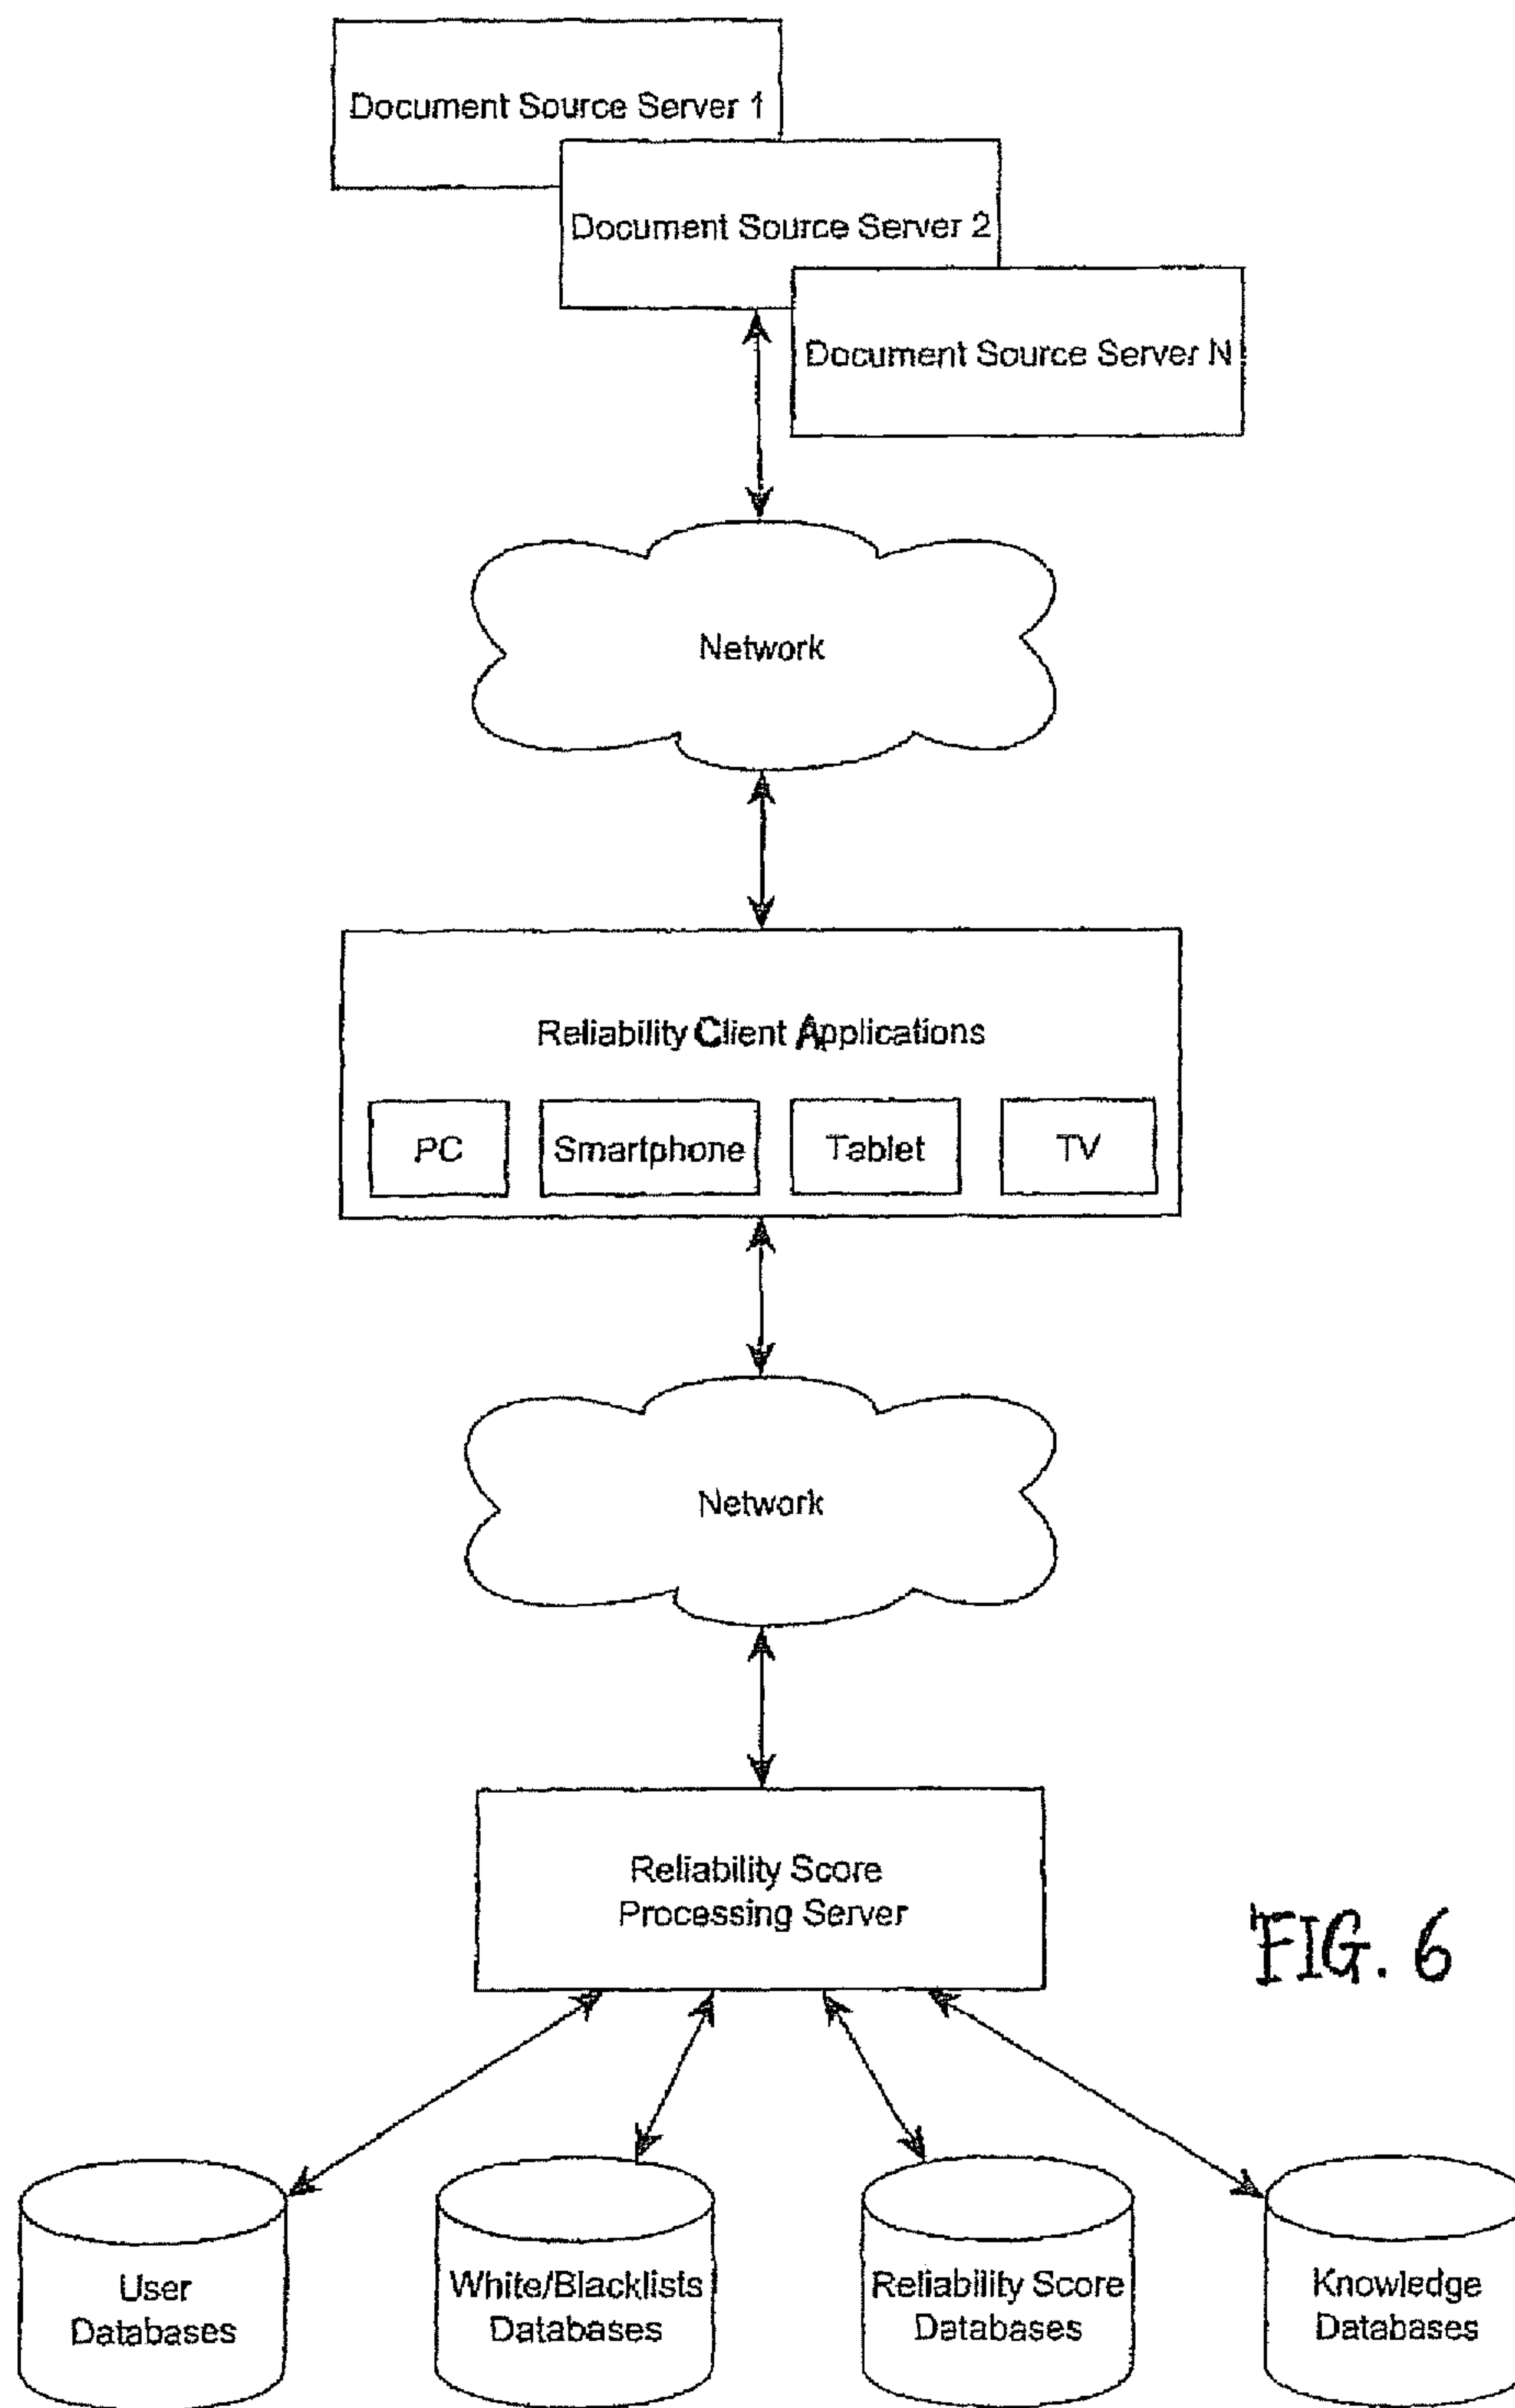 Document Source Server 1
Document Source Server 2
Document Source Server N
Network
Reliability Client Applications
PC
Smartphone
Tablet
TV
Network
Reliability Score
Processing Server
FIG. 6
User
Databases
White/Blacklists
Databases
Reliability Score
Databases
Knowledge
Databases